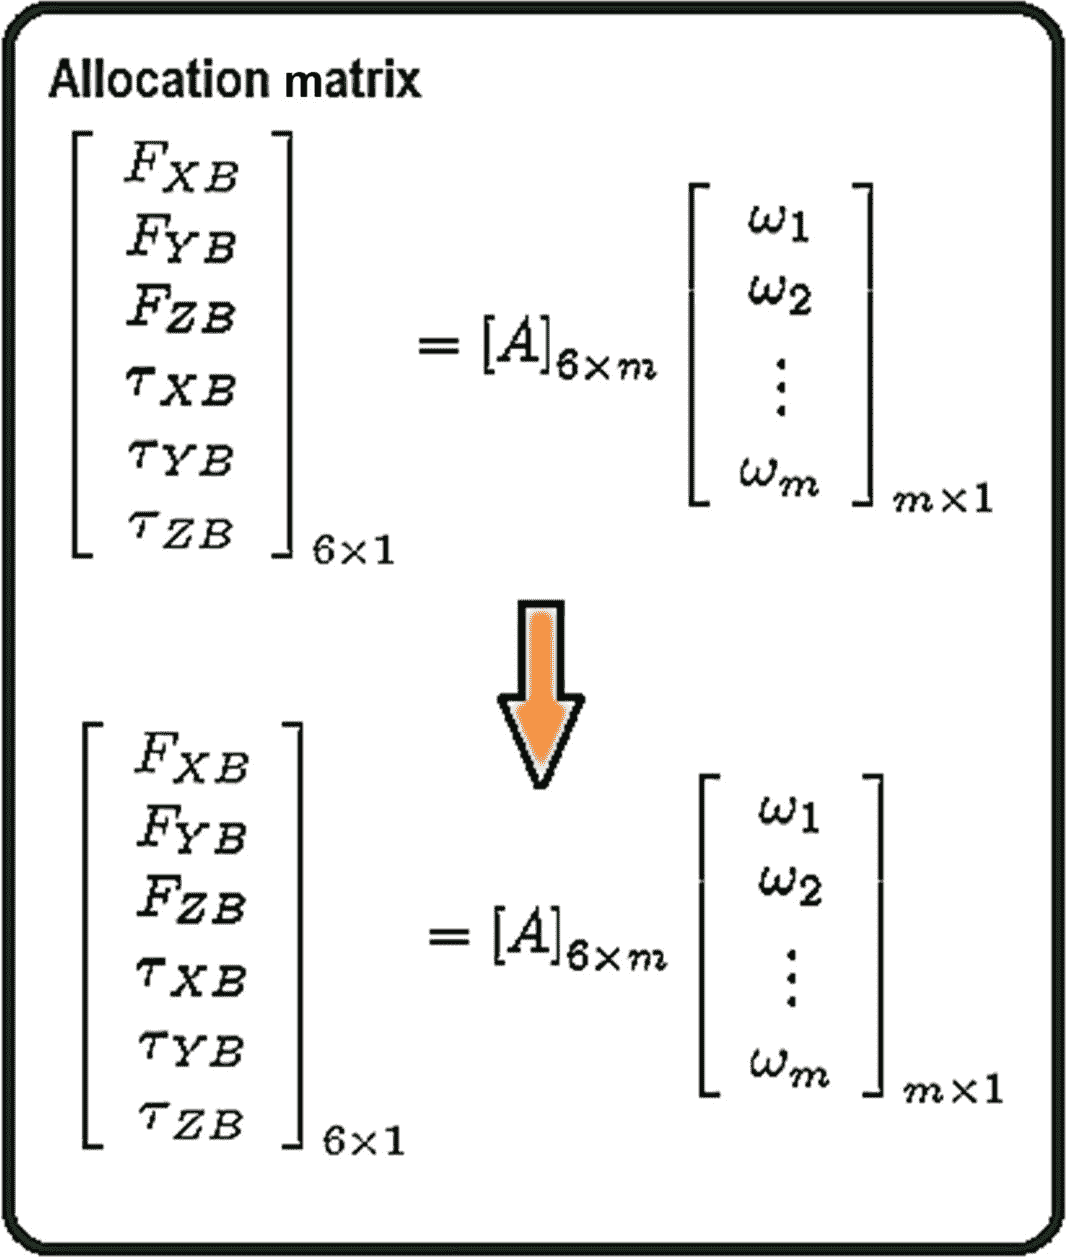 Allocation matrix
F_{XB}
F_{YB}
F_{ZB}
τ_{XB}
τ_{YB}
τ_{ZB}
6×1
= [A]_{6×m}
ω_1
ω_2
⋮
ω_m
m×1
F_{XB}
F_{YB}
F_{ZB}
τ_{XB}
τ_{YB}
τ_{ZB}
6×1
= [A]_{6×m}
ω_1
ω_2
⋮
ω_m
m×1